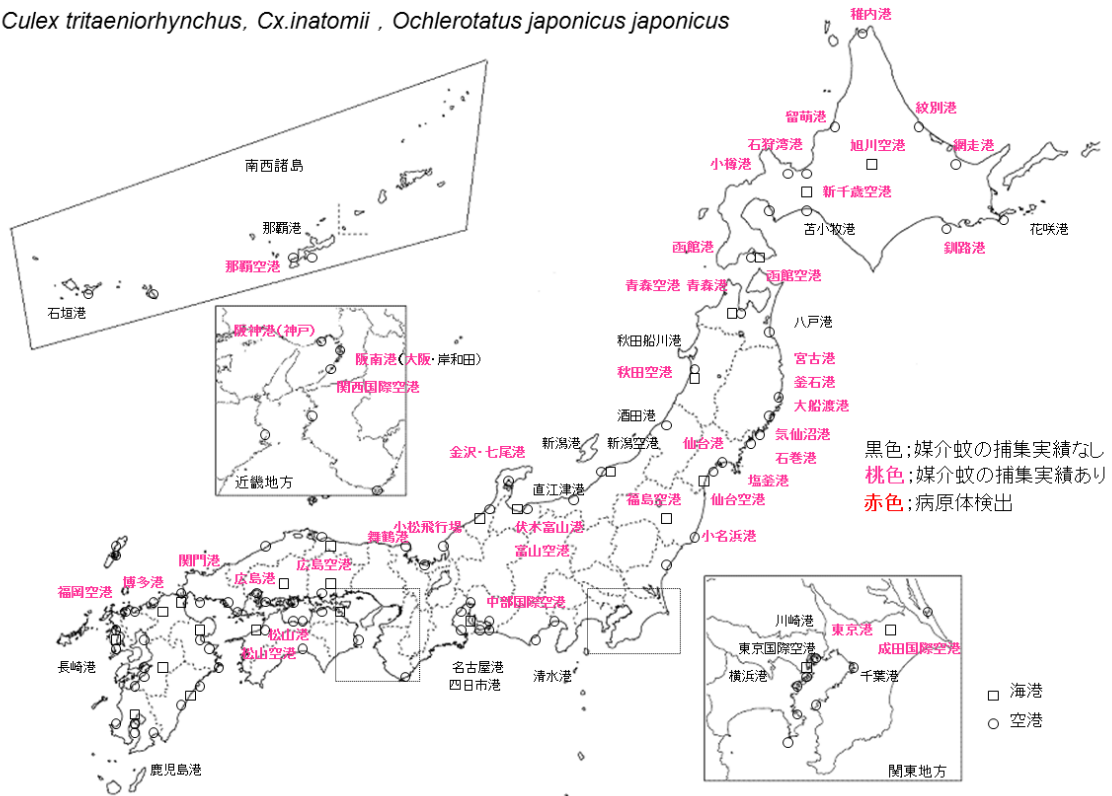 Culex tritaeniorhynchus, Cx.inatomii , Ochlerotatus japonicus japonicus
稚内港
留萌港
紋別港
石狩湾港
旭川空港
網走港
小樽港
新千歳空港
苫小牧港
花咲港
釧路港
函館港
函館空港
青森空港 青森港
八戸港
秋田船川港
秋田空港
宮古港
釜石港
大船渡港
酒田港
気仙沼港
仙台港
石巻港
塩釜港
仙台空港
新潟港
新潟空港
金沢・七尾港
直江津港
福島空港
小松飛行場
伏木富山港
小名浜港
舞鶴港
富山空港
関門港
広島空港
博多港
広島港
福岡空港
中部国際空港
松山港
松山空港
長崎港
名古屋港
四日市港
清水港
鹿児島港
南西諸島
那覇港
那覇空港
石垣港
阪神港(神戸)
阪南港(大阪・岸和田)
関西国際空港
近畿地方
黒色;媒介蚊の捕集実績なし
桃色;媒介蚊の捕集実績あり
赤色;病原体検出
川崎港
東京港
東京国際空港
成田国際空港
横浜港
千葉港
関東地方
海港
空港